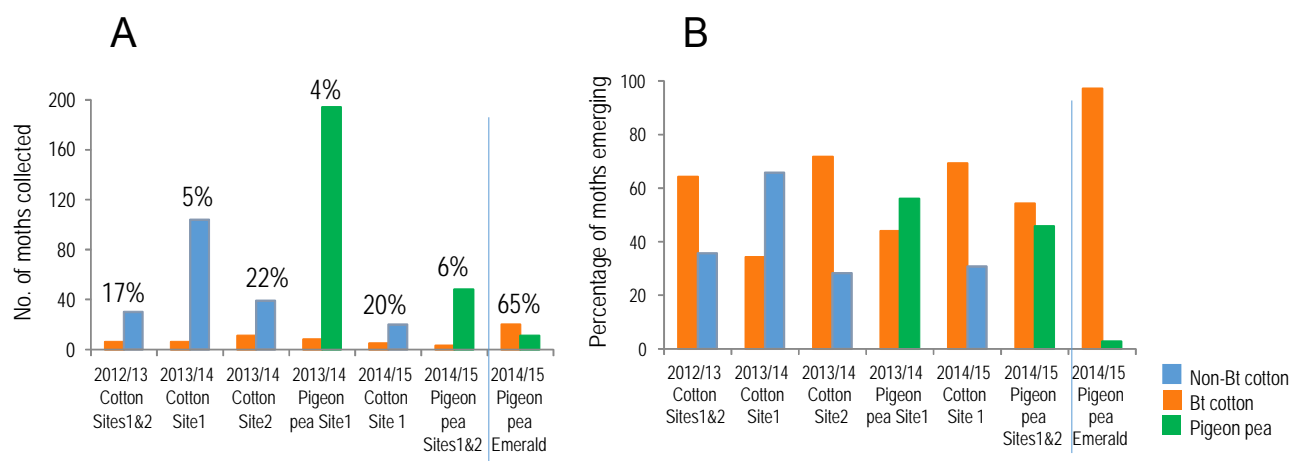 A
No. of moths collected
200
160
120
80
40
0
17%
5%
22%
4%
20%
6%
65%
2012/13
Cotton
Sites1&2
2013/14
Cotton
Site1
2013/14
Cotton
Site2
2013/14
Pigeon
pea Site1
2014/15
Cotton
Site 1
2014/15
Pigeon
pea
Sites1&2
2014/15
Pigeon
pea
Emerald
B
Percentage of moths emerging
100
80
60
40
20
0
2012/13
Cotton
Sites1&2
2013/14
Cotton
Site1
2013/14
Cotton
Site2
2013/14
Pigeon
pea Site1
2014/15
Cotton
Site 1
2014/15
Pigeon
pea
Sites1&2
2014/15
Pigeon
pea
Emerald
Non-Bt cotton
Bt cotton
Pigeon pea